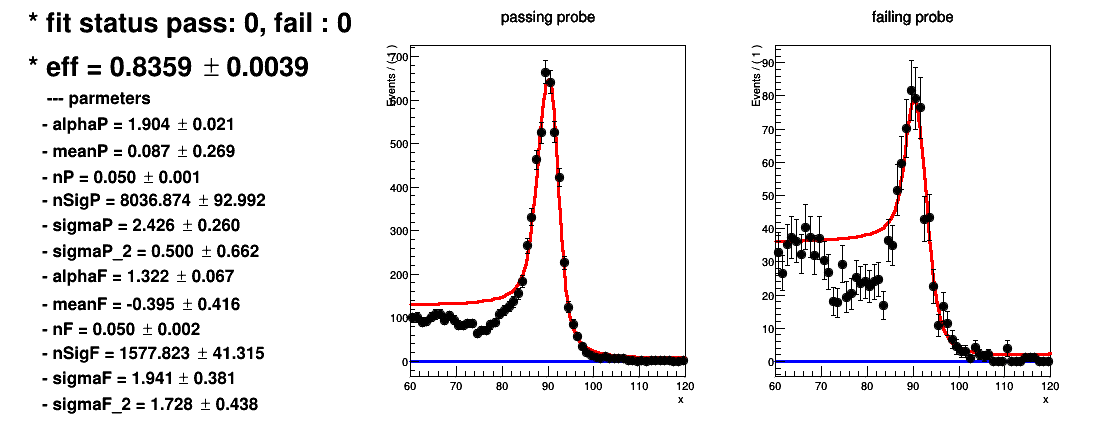 * fit status pass: 0, fail : 0
* eff = 0.8359 ± 0.0039
--- parmeters
- alphaP = 1.904 ± 0.021
- meanP = 0.087 ± 0.269
- nP = 0.050 ± 0.001
- nSigP = 8036.874 ± 92.992
- sigmaP = 2.426 ± 0.260
- sigmaP_2 = 0.500 ± 0.662
- alphaF = 1.322 ± 0.067
- meanF = -0.395 ± 0.416
- nF = 0.050 ± 0.002
- nSigF = 1577.823 ± 41.315
- sigmaF = 1.941 ± 0.381
- sigmaF_2 = 1.728 ± 0.438
passing probe
Events / ( 1 )
700
600
500
400
300
200
100
0
60 70 80 90 100 110 120
x
failing probe
Events / ( 1 )
90
80
70
60
50
40
30
20
10
0
60 70 80 90 100 110 120
x